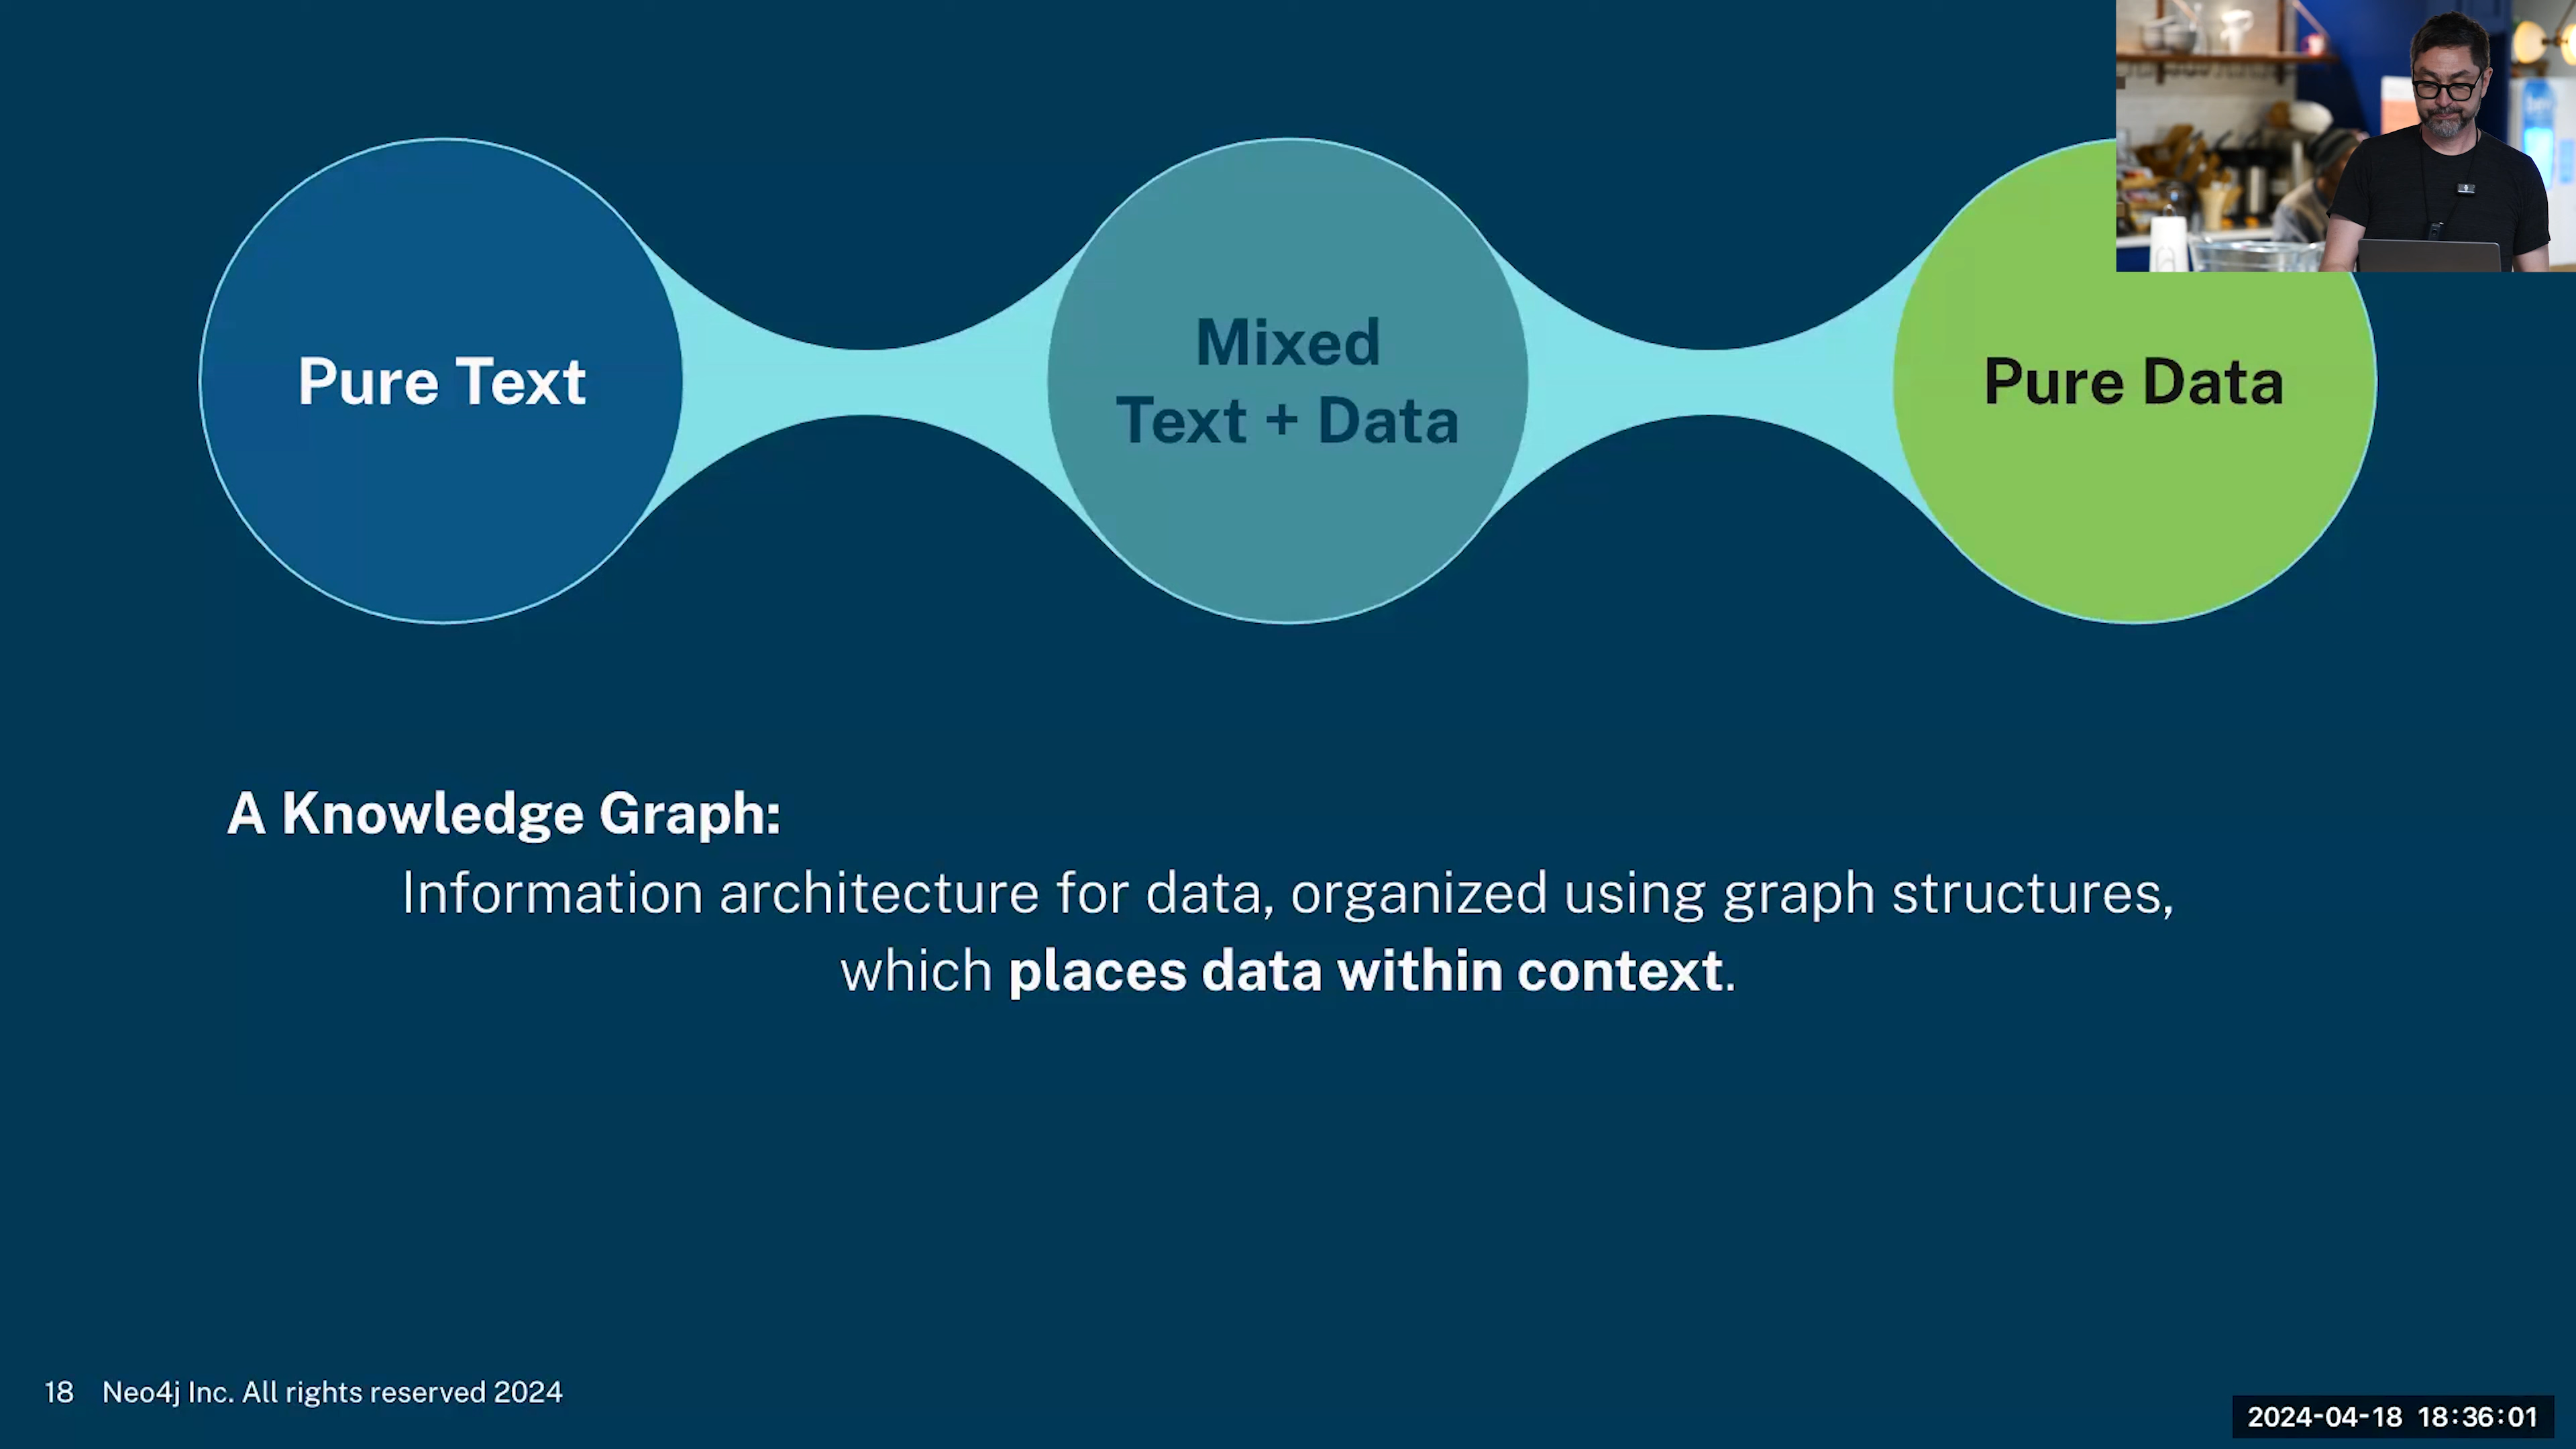 Pure Text
Mixed
Text + Data
Pure Data
A Knowledge Graph:
Information architecture for data, organized using graph structures,
which places data within context.
18 Neo4j Inc. All rights reserved 2024
2024-04-18 18:36:01